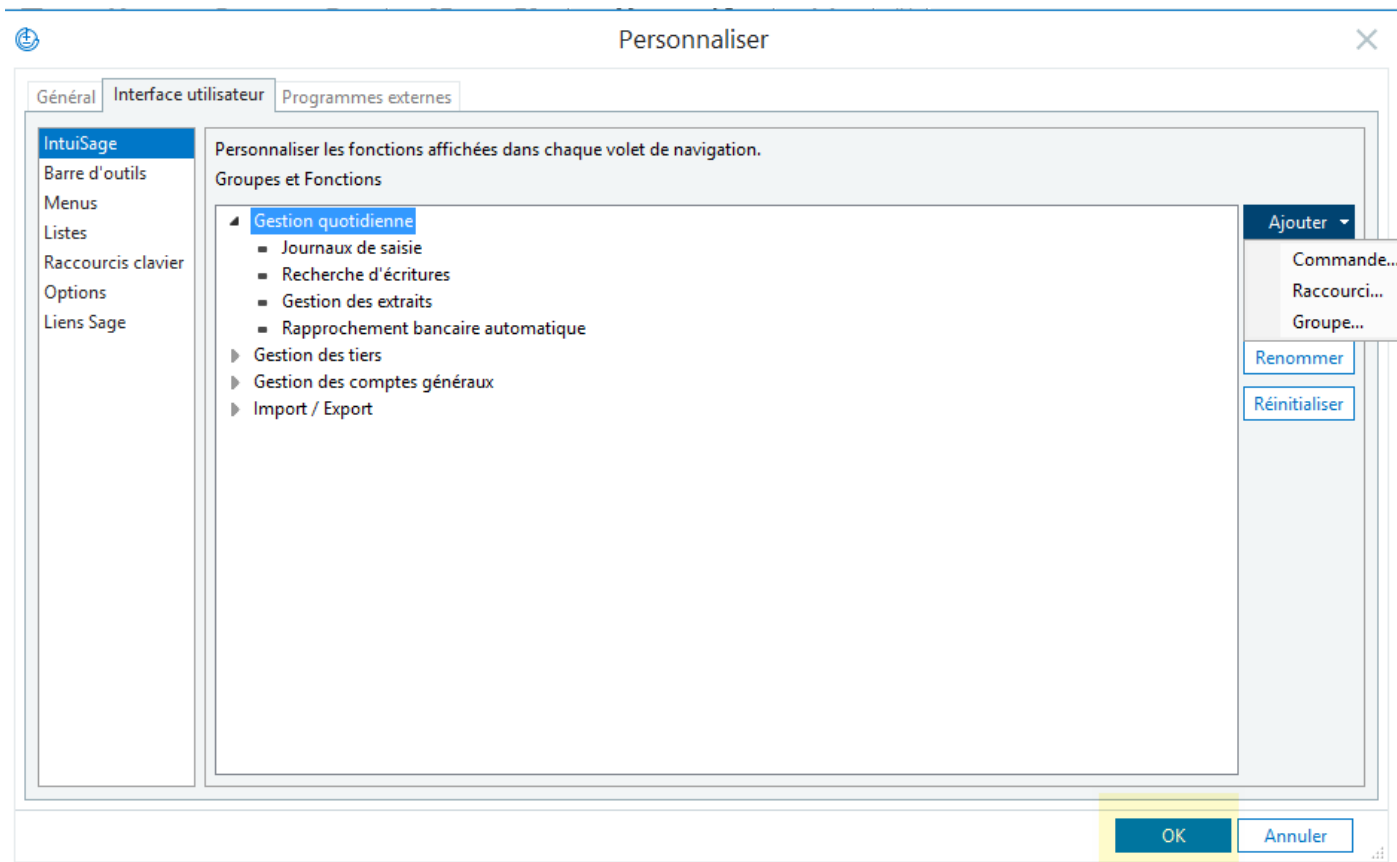 Personnaliser
Général Interface utilisateur Programmes externes
IntuiSage
Barre d'outils
Menus
Listes
Raccourcis clavier
Options
Liens Sage
Personnaliser les fonctions affichées dans chaque volet de navigation.
Groupes et Fonctions
Gestion quotidienne
Journaux de saisie
Recherche d'écritures
Gestion des extraits
Rapprochement bancaire automatique
Gestion des tiers
Gestion des comptes généraux
Import / Export
Ajouter
Commande...
Raccourci...
Groupe...
Renommer
Réinitialiser
OK Annuler